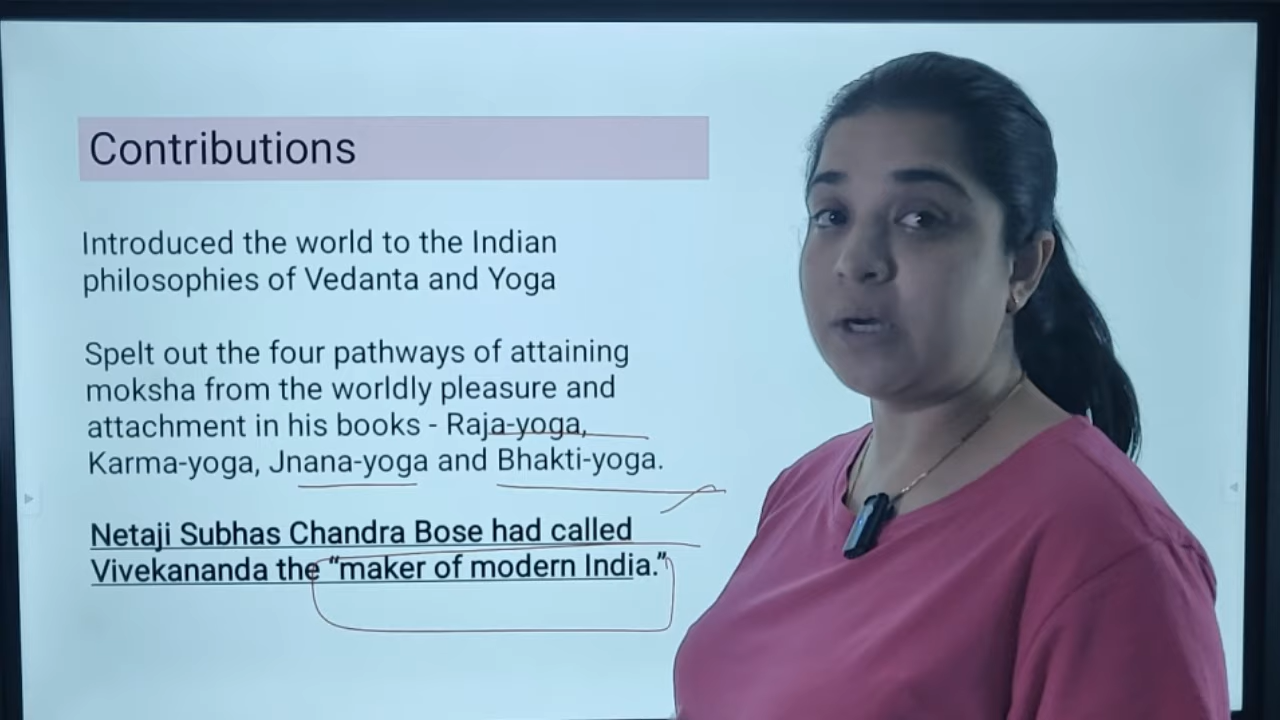 Contributions
Introduced the world to the Indian
philosophies of Vedanta and Yoga
Spelt out the four pathways of attaining
moksha from the worldly pleasure and
attachment in his books - Raja-yoga,
Karma-yoga, Jnana-yoga and Bhakti-yoga.
Netaji Subhas Chandra Bose had called
Vivekananda the “maker of modern India.”